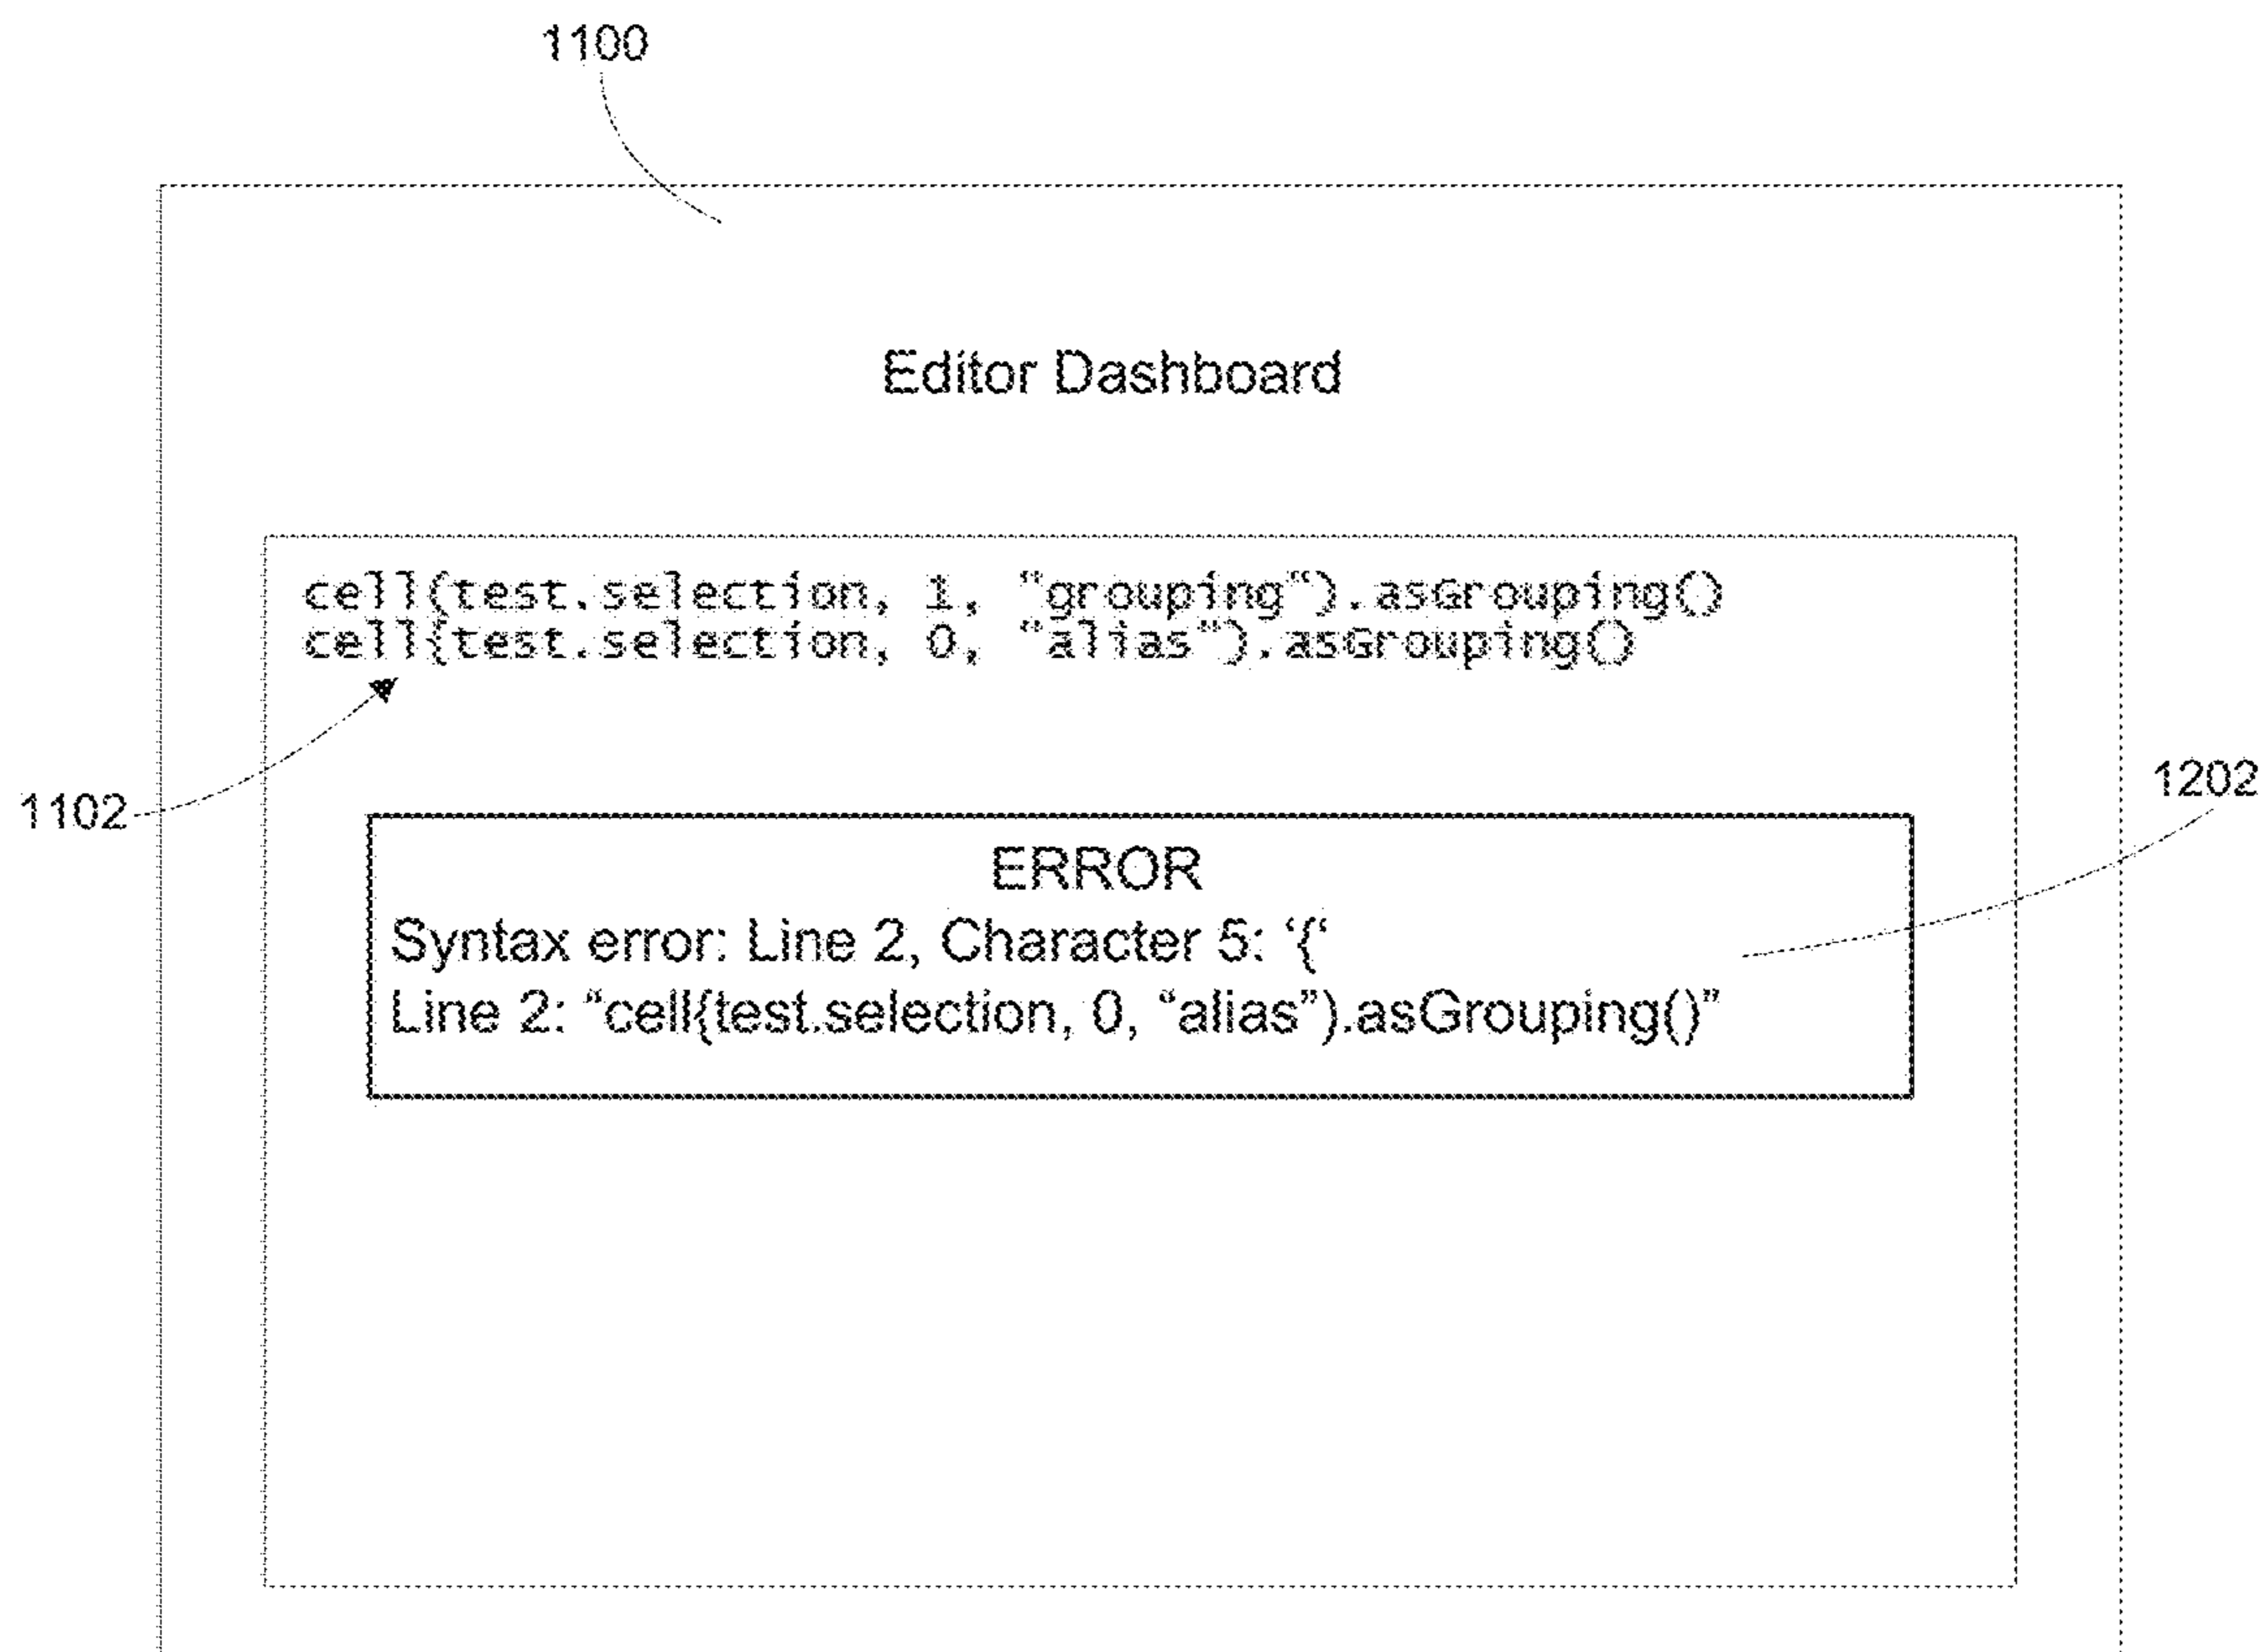 1100
Editor Dashboard
cell(test.selection, 1, "grouping").asGrouping()
cell{test.selection, 0, "alias").asGrouping()
1102
1202
ERROR
Syntax error: Line 2, Character 5: ‘{‘
Line 2: “cell{test.selection, 0, “alias”).asGrouping()”